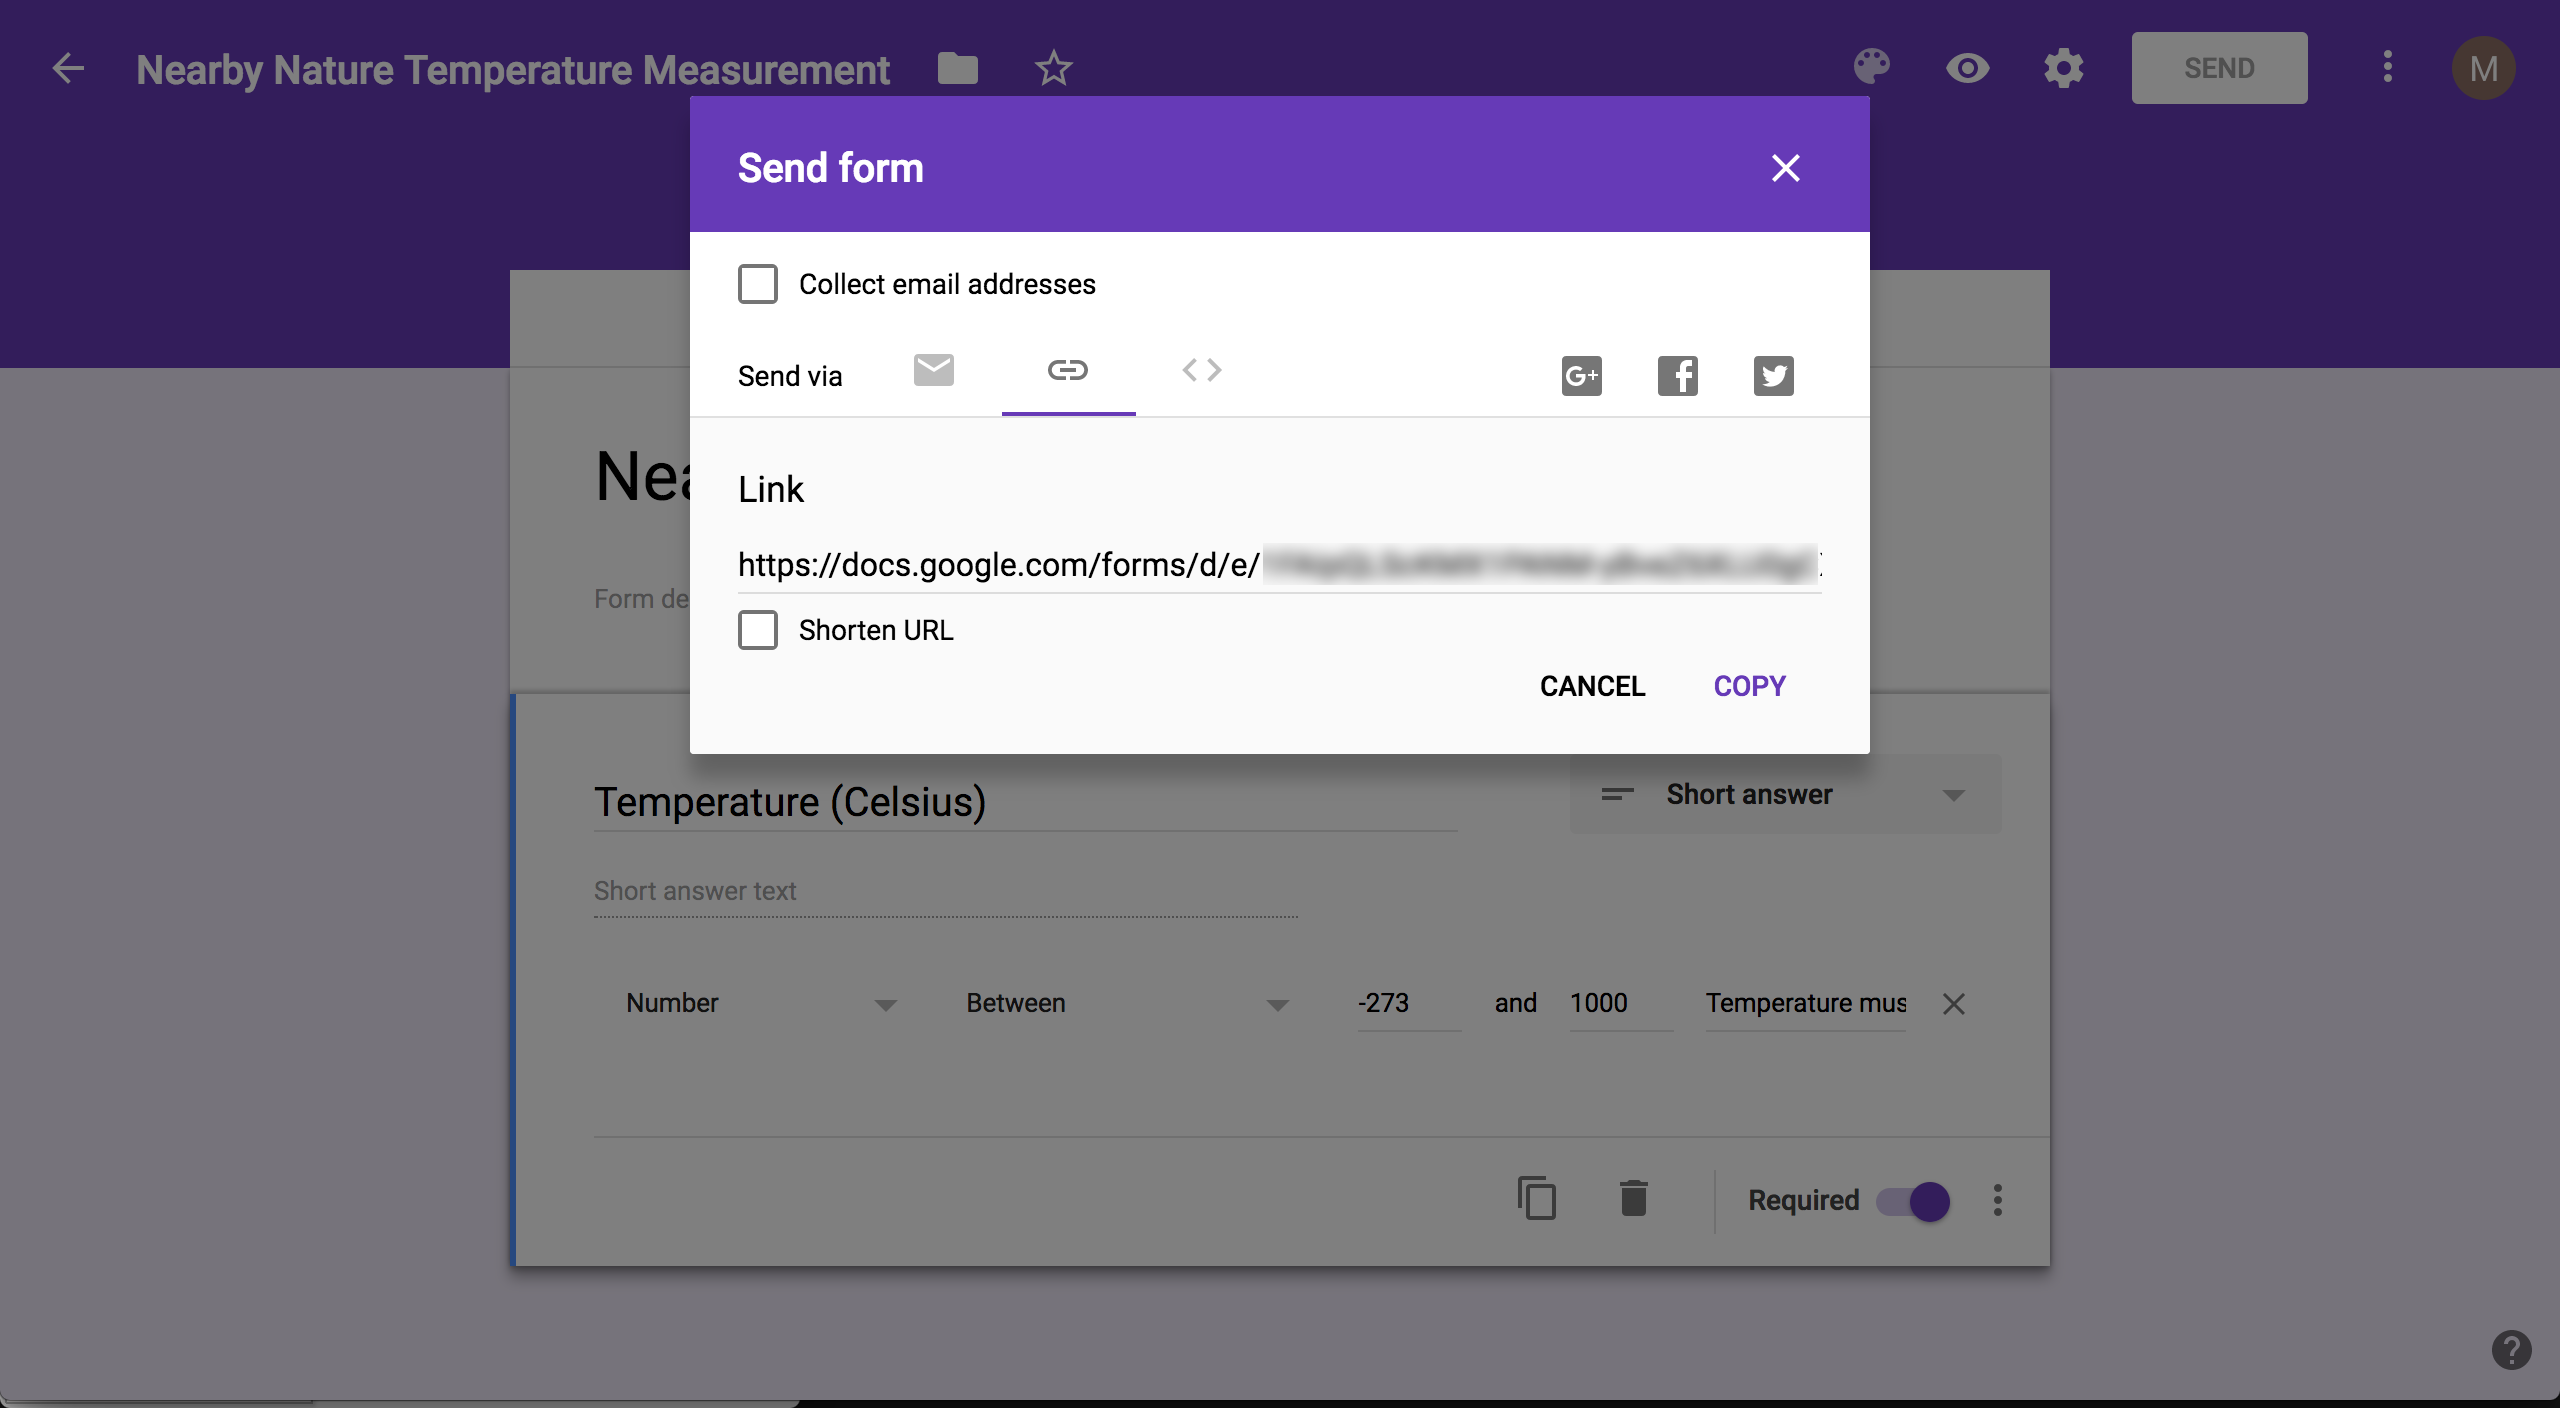 Nearby Nature Temperature Measurement
SEND
M
Send form
Collect email addresses
Send via
G+
f
Nea
Link
https://docs.google.com/forms/d/e/
Form de
Shorten URL
CANCEL COPY
Temperature (Celsius)
Short answer
Short answer text
Number Between -273 and 1000 Temperature mus
Required
?